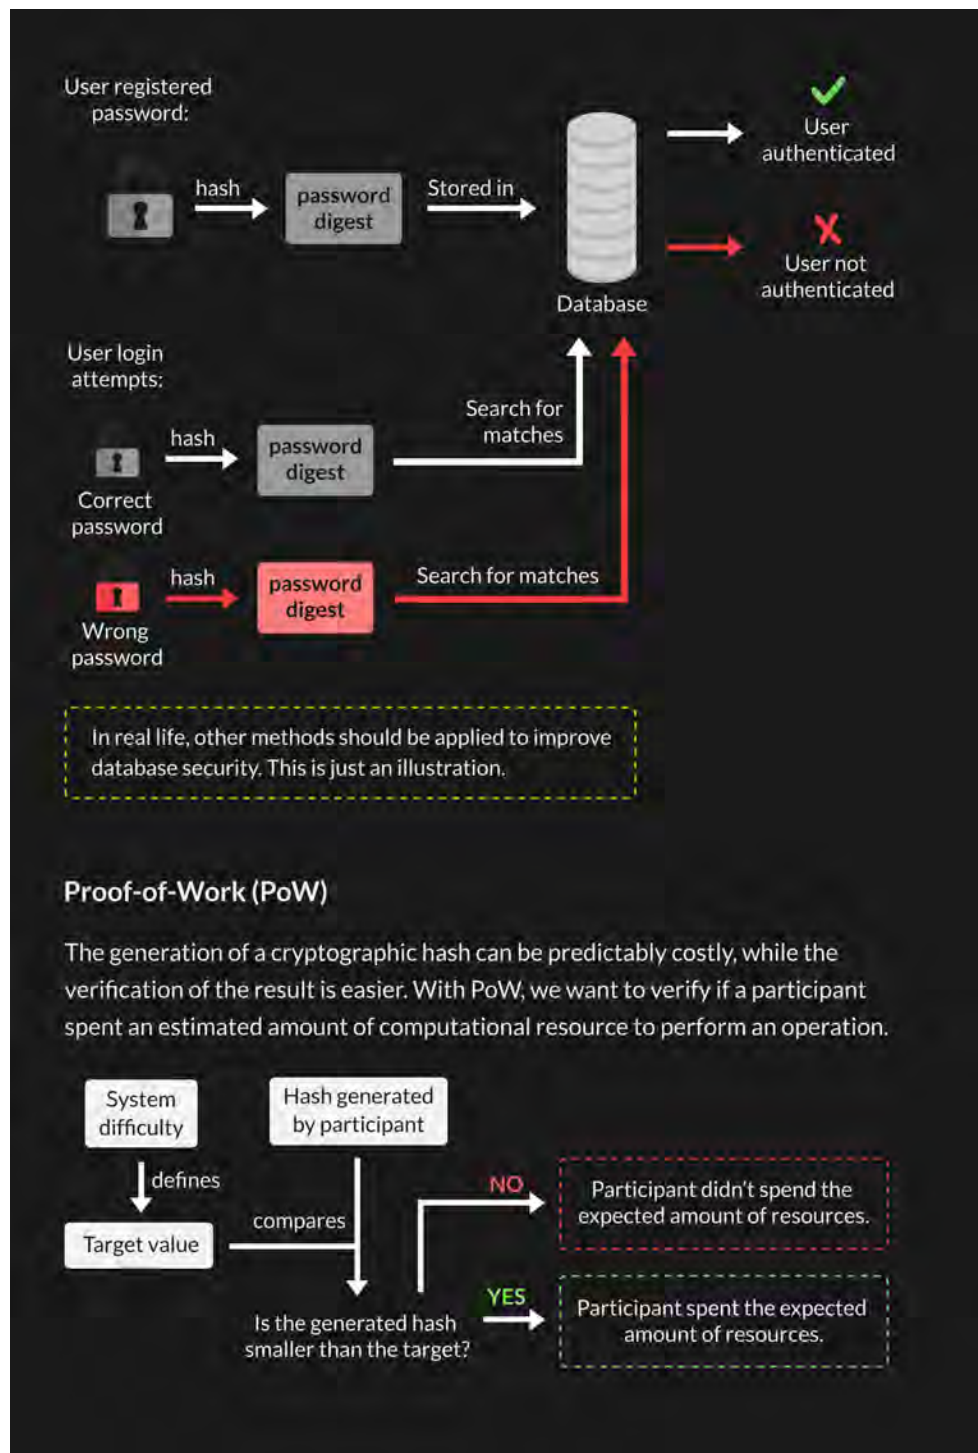 User registered
password:
hash
password
digest
Stored in
Database
User
authenticated
User not
authenticated
User login
attempts:
hash
password
digest
Search for
matches
Correct
password
hash
password
digest
Search for matches
Wrong
password
In real life, other methods should be applied to improve
database security. This is just an illustration.
Proof-of-Work (PoW)
The generation of a cryptographic hash can be predictably costly, while the
verification of the result is easier. With PoW, we want to verify if a participant
spent an estimated amount of computational resource to perform an operation.
System
difficulty
Hash generated
by participant
defines
Target value
compares
Is the generated hash
smaller than the target?
NO
Participant didn't spend the
expected amount of resources.
YES
Participant spent the expected
amount of resources.